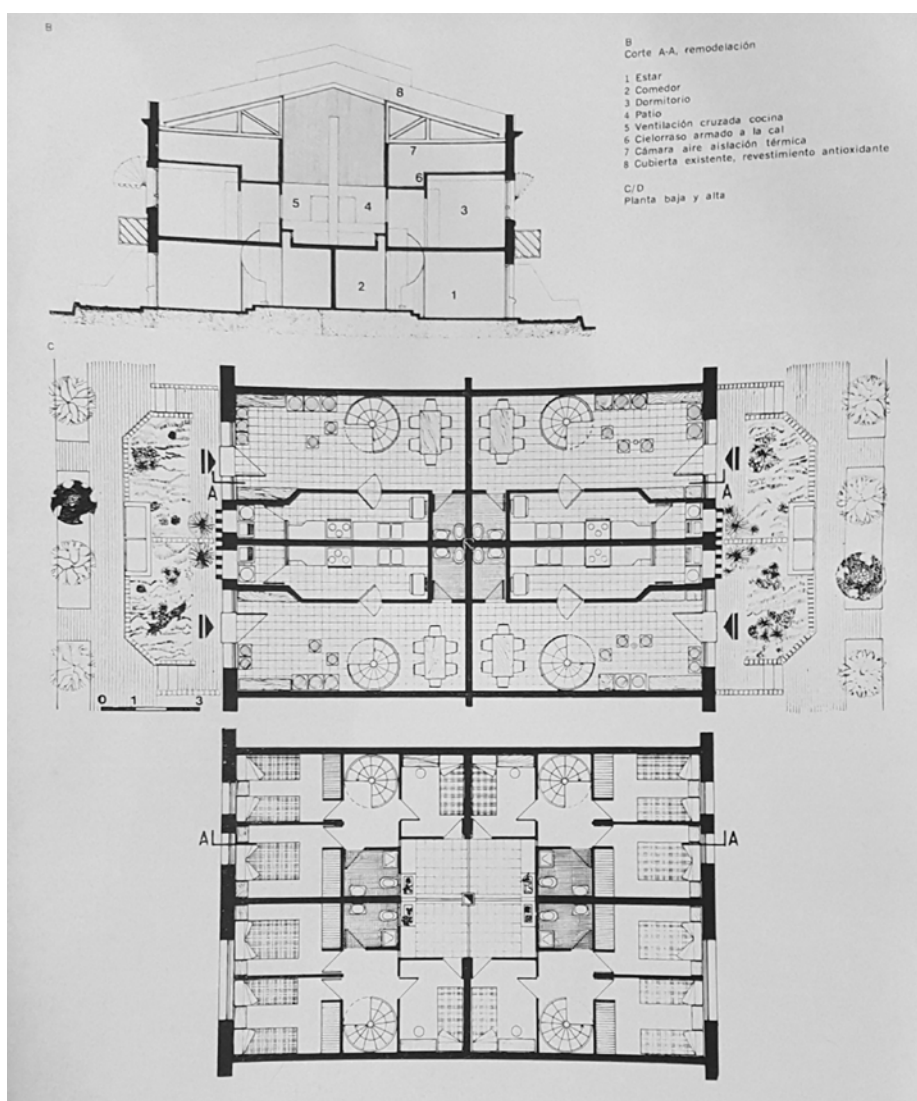 B
B
Corte A-A, remodelación
1 Estar
2 Comedor
3 Dormitorio
4 Patio
5 Ventilación cruzada cocina
6 Cielorraso armado a la cal
7 Cámara aire aislación térmica
8 Cubierta existente, revestimiento antioxidante
C/D
Planta baja y alta
8
7
6
5 4 3
2 1
C
A A
0 1 3
A A